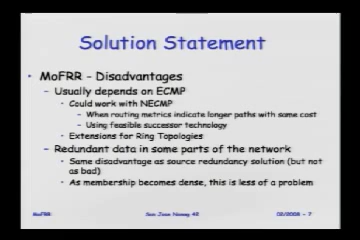 Solution Statement
• MoFRR - Disadvantages
– Usually depends on ECMP
• Could work with NECMP
– When routing metrics indicate longer paths with same cost
– Using feasible successor technology
• Extensions for Ring Topologies
– Redundant data in some parts of the network
• Same disadvantage as source redundancy solution (but not
as bad)
• As membership becomes dense, this is less of a problem
MoFRR San Jose Nanog 42 02/2008 - 7